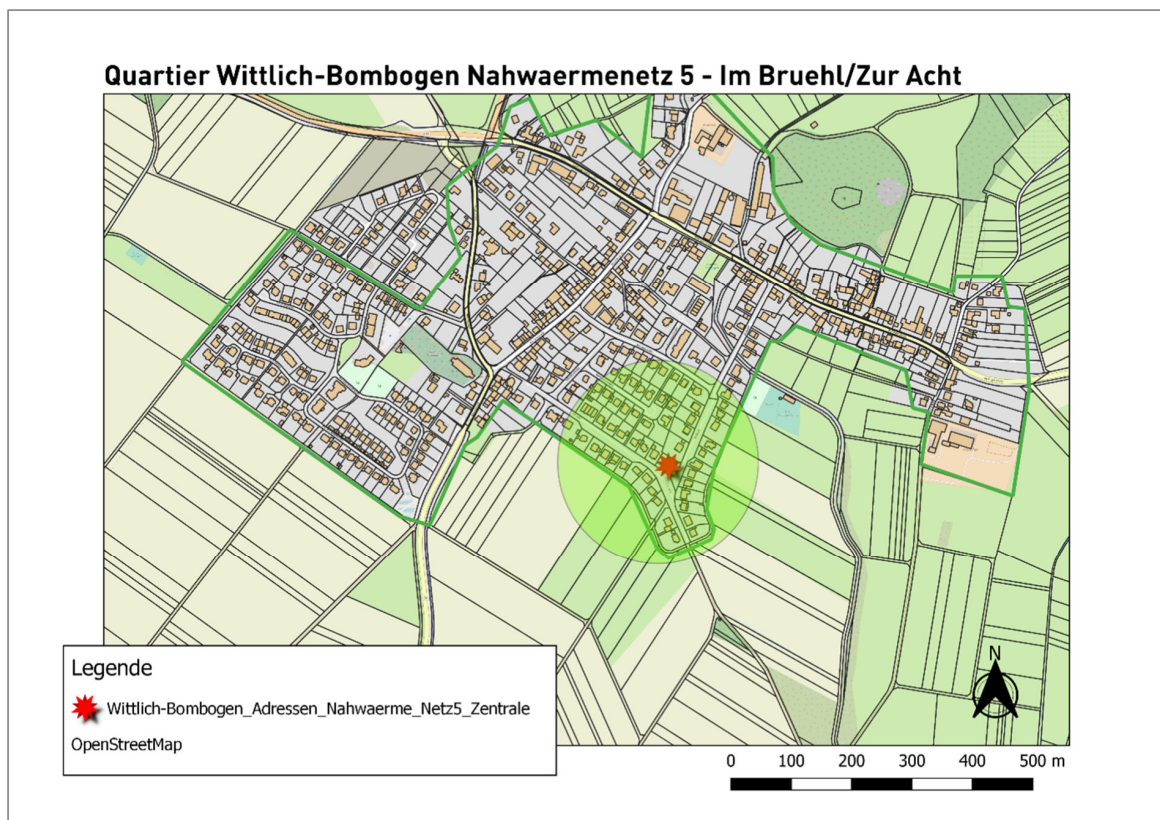 Quartier Wittlich-Bombogen Nahwaermenetz 5 - Im Bruehl/Zur Acht
Legende
Wittlich-Bombogen_Adressen_Nahwaerme_Netz5_Zentrale
OpenStreetMap
N
0 100 200 300 400 500 m